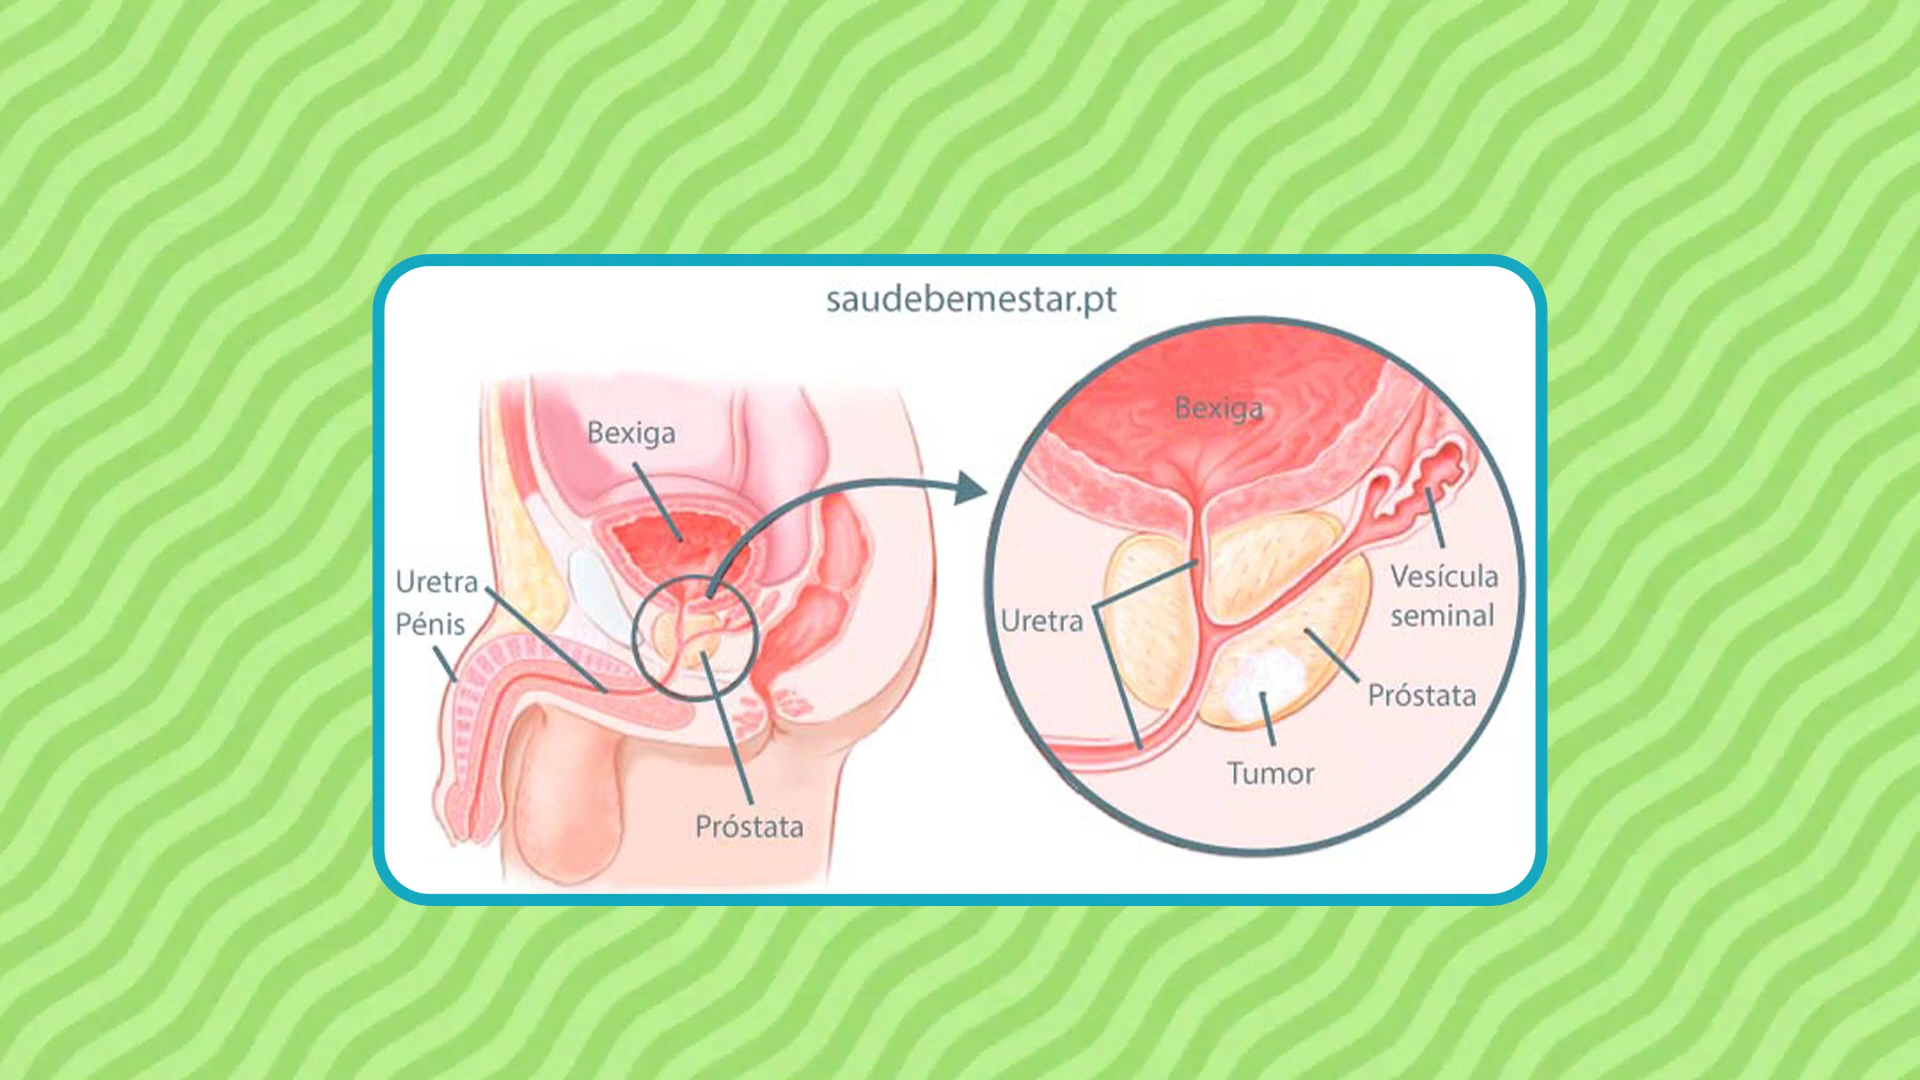 saudebemestar.pt
Bexiga
Uretra
Pénis
Próstata
Bexiga
Uretra
Vesícula
seminal
Próstata
Tumor